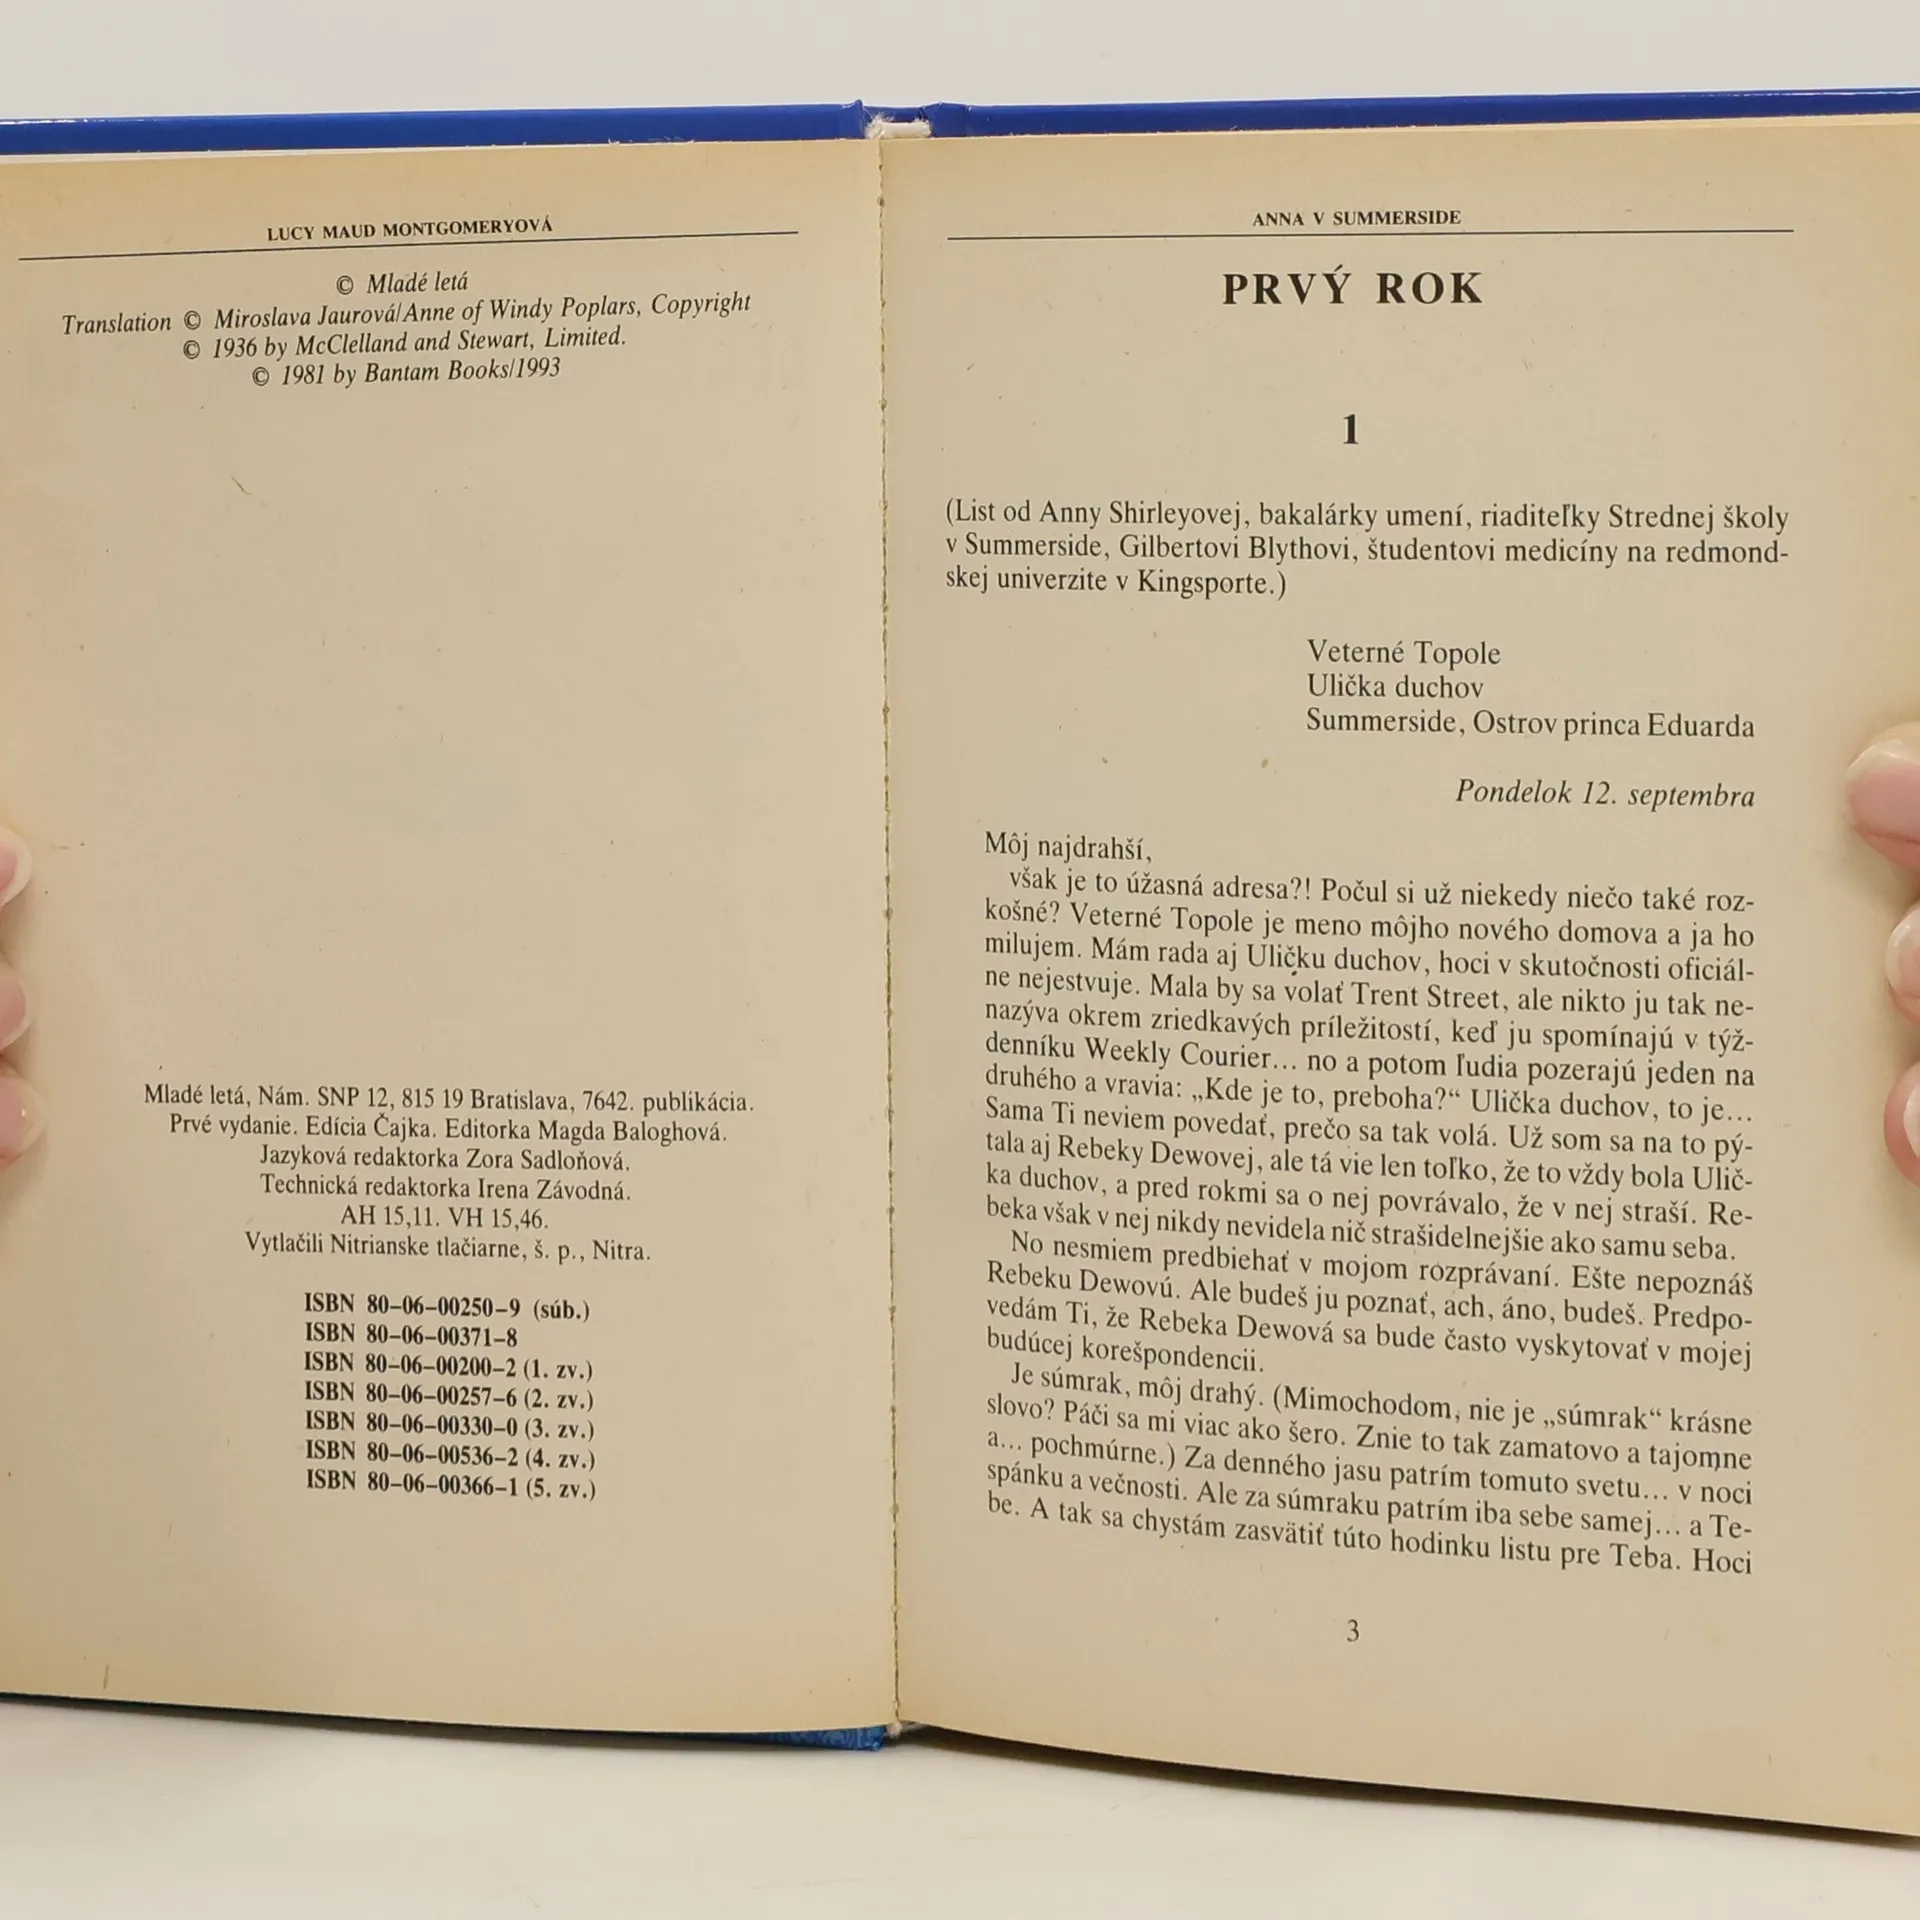 LUCY MAUD MONTGOMERYOVÁ
© Mladé letá
Translation © Miroslava Jaurová/Anne of Windy Poplars, Copyright
© 1936 by McClelland and Stewart, Limited.
© 1981 by Bantam Books/1993
Mladé letá, Nám. SNP 12, 815 19 Bratislava, 7642. publikácia.
Prvé vydanie. Edícia Čajka. Editorka Magda Baloghová.
Jazyková redaktorka Zora Sadloňová.
Technická redaktorka Irena Závodná.
AH 15,11. VH 15,46.
Vytlačili Nitrianske tlačiarne, š. p., Nitra.
ISBN 80–06–00250–9 (súb.)
ISBN 80–06–00371–8
ISBN 80–06–00200–2 (1. zv.)
ISBN 80–06–00257–6 (2. zv.)
ISBN 80–06–00330–0 (3. zv.)
ISBN 80–06–00536–2 (4. zv.)
ISBN 80–06–00366–1 (5. zv.)
ANNA V SUMMERSIDE
PRVÝ ROK
1
(List od Anny Shirleyovej, bakalárky umení, riaditeľky Strednej školy
v Summerside, Gilbertovi Blythovi, študentovi medicíny na redmond-
skej univerzite v Kingsporte.)
Veterné Topole
Ulička duchov
Summerside, Ostrov princa Eduarda
Pondelok 12. septembra
Môj najdrahší,
však je to úžasná adresa?! Počul si už niekedy niečo také roz-
košné? Veterné Topole je meno môjho nového domova a ja ho
milujem. Mám rada aj Uličku duchov, hoci v skutočnosti oficiál-
ne nejestvuje. Mala by sa volať Trent Street, ale nikto ju tak ne-
nazýva okrem zriedkavých príležitostí, keď ju spomínajú v týž-
denníku Weekly Courier... no a potom ľudia pozerajú jeden na
druhého a vravia: „Kde je to, preboha?“ Ulička duchov, to je...
Sama Ti neviem povedať, prečo sa tak volá. Už som sa na to pý-
tala aj Rebeky Dewovej, ale tá vie len toľko, že to vždy bola Ulič-
ka duchov, a pred rokmi sa o nej povrávalo, že v nej straší. Re-
beka však v nej nikdy nevidela nič strašidelnejšie ako samu seba.
No nesmiem predbiehať v mojom rozprávaní. Ešte nepoznáš
Rebeku Dewovú. Ale budeš ju poznať, ach, áno, budeš. Predpo-
vedám Ti, že Rebeka Dewová sa bude často vyskytovať v mojej
budúcej korešpondencii.
Je súmrak, môj drahý. (Mimochodom, nie je „súmrak“ krásne
slovo? Páči sa mi viac ako šero. Znie to tak zamatovo a tajomne
a... pochmúrne.) Za denného jasu patrím tomuto svetu... v noci
spánku a večnosti. Ale za súmraku patrím iba sebe samej... a Te-
be. A tak sa chystám zasvätiť túto hodinku listu pre Teba. Hoci
3